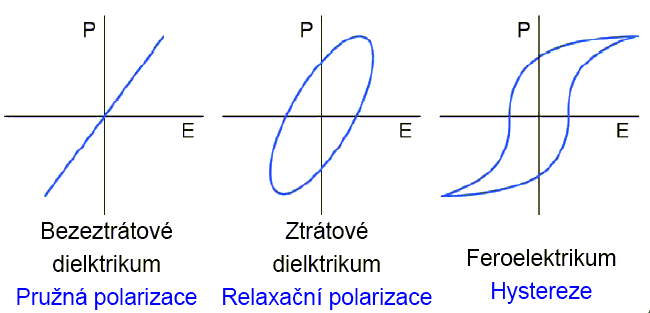 P
E
P
E
P
E
Bezeztrátové
dielktrikum
Pružná polarizace
Ztrátové
dielktrikum
Relaxační polarizace
Feroelektrikum
Hystereze